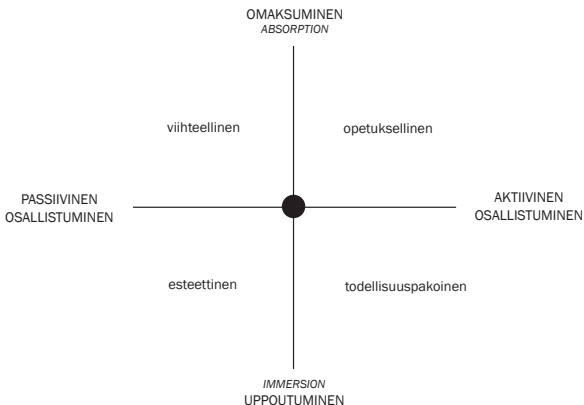 OMAKSUMINEN
ABSORPTION
viihteellinen
opetuksellinen
PASSIIVINEN
OSALLISTUMINEN
AKTIIVINEN
OSALLISTUMINEN
esteettinen
todellisuuspakoinen
IMMERSION
UPPOUTUMINEN